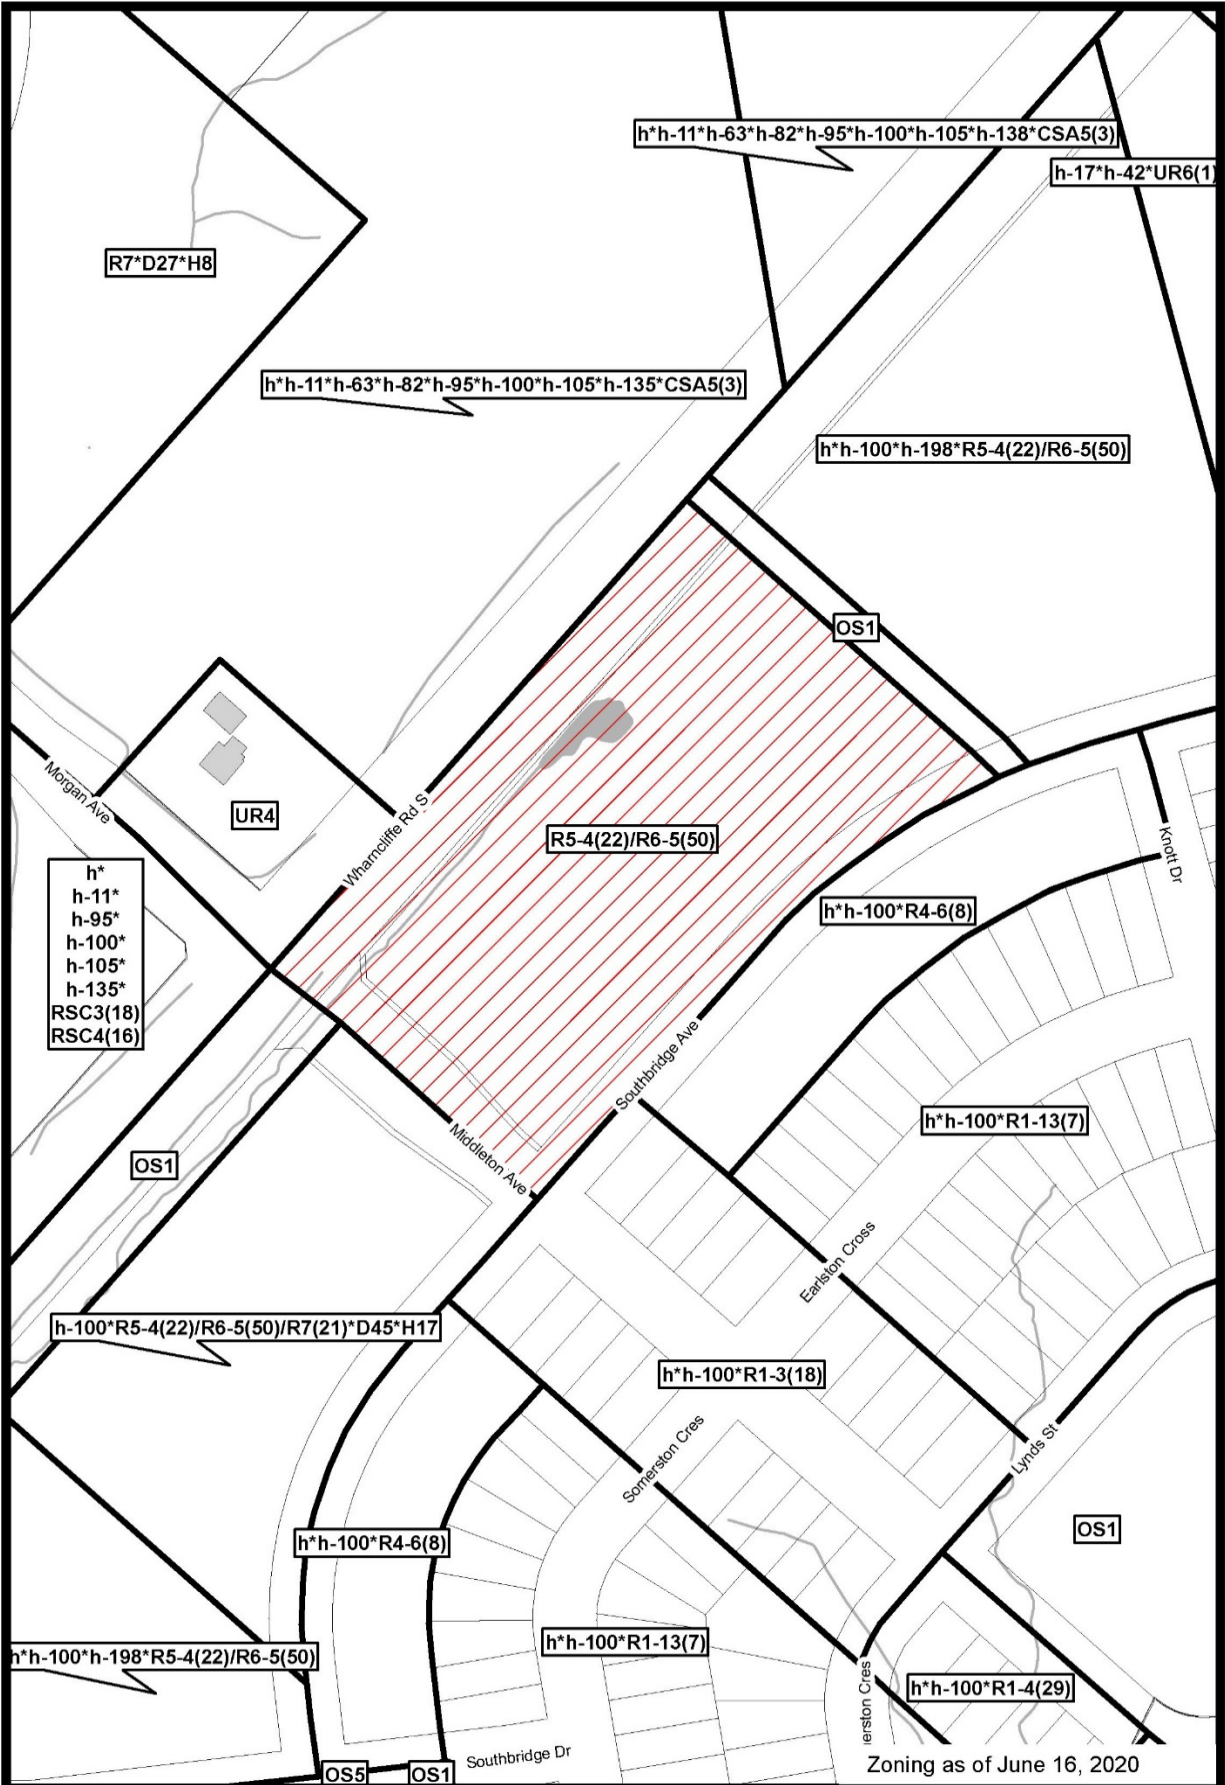 h*h-11*h-63*h-82*h-95*h-100*h-105*h-138*CSA5(3)
h-17*h-42*UR6(1)
R7*D27*H8
h*h-11*h-63*h-82*h-95*h-100*h-105*h-135*CSA5(3)
h*h-100*h-198*R5-4(22)/R6-5(50)
OS1
Morgan Ave
UR4
Wharncliffe Rd S
R5-4(22)/R6-5(50)
Knott Dr
h*
h-11*
h-95*
h-100*
h-105*
h-135*
RSC3(18)
RSC4(16)
h*h-100*R4-6(8)
Southbridge Ave
h*h-100*R1-13(7)
Middleton Ave
OS1
Earlston Cross
h-100*R5-4(22)/R6-5(50)/R7(21)*D45*H17
h*h-100*R1-3(18)
Somerston Cres
Lynds St
OS1
h*h-100*R4-6(8)
h*h-100*R1-13(7)
h*h-100*h-198*R5-4(22)/R6-5(50)
h*h-100*R1-4(29)
erston Cres
Southbridge Dr
OS5
OS1
Zoning as of June 16, 2020